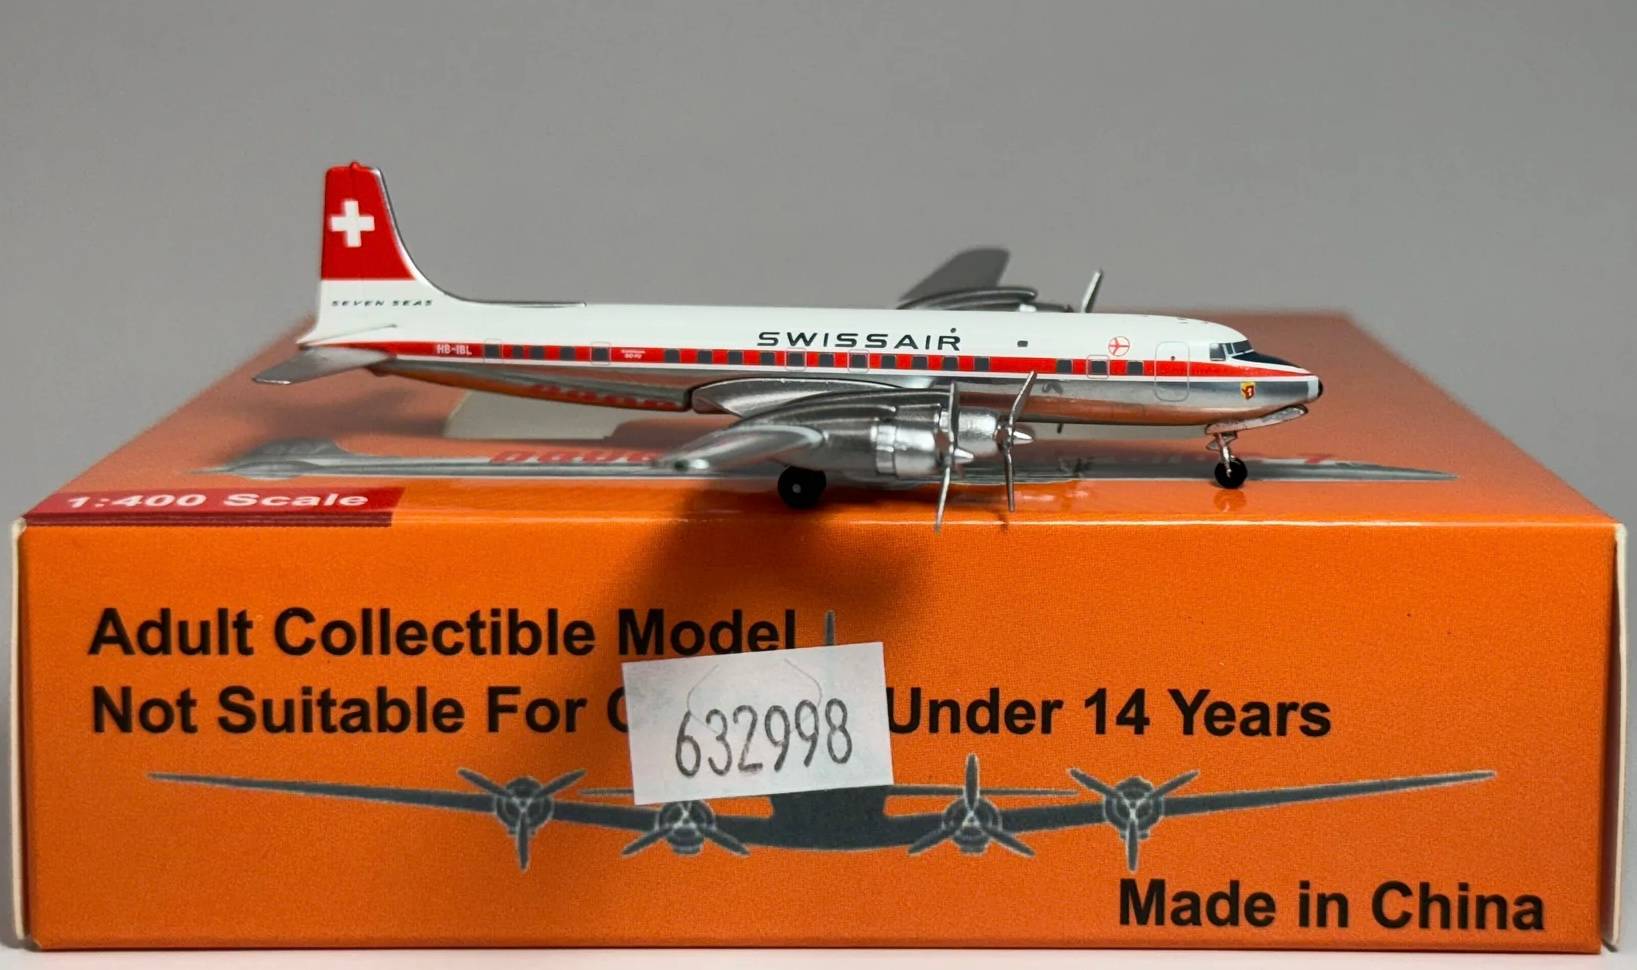 SEVEN SEAS
SWISSAIR
HB-IBL
1:400 Scale
Adult Collectible Model
Not Suitable For
Under 14 Years
632998
Made in China